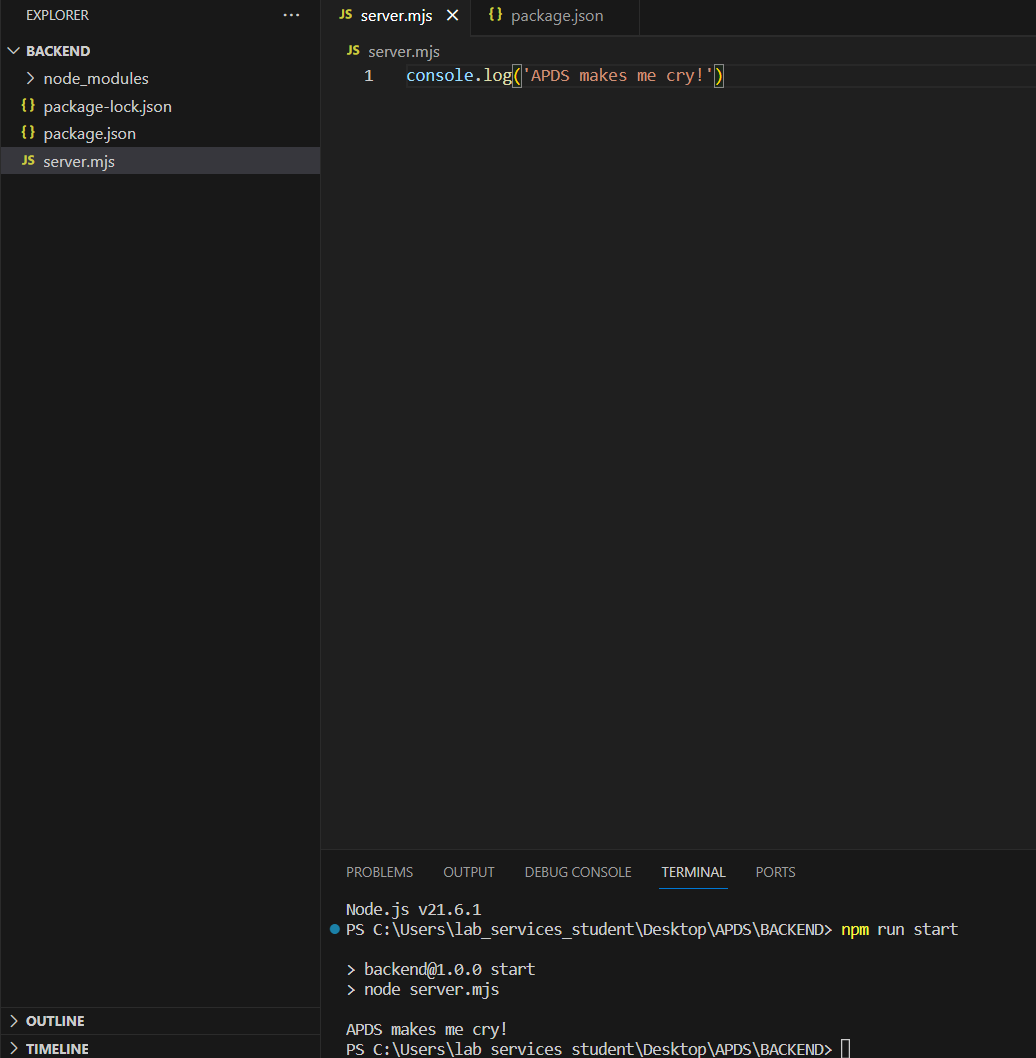 EXPLORER
BACKEND
node_modules
{} package-lock.json
{} package.json
JS server.mjs
OUTLINE
TIMELINE
JS server.mjs
{} package.json
JS server.mjs
1 console.log('APDS makes me cry!')
PROBLEMS OUTPUT DEBUG CONSOLE TERMINAL PORTS
Node.js v21.6.1
PS C:\Users\lab_services_student\Desktop\APDS\BACKEND> npm run start
> backend@1.0.0 start
> node server.mjs
APDS makes me cry!
PS C:\Users\lab_services_student\Desktop\APDS\BACKEND>